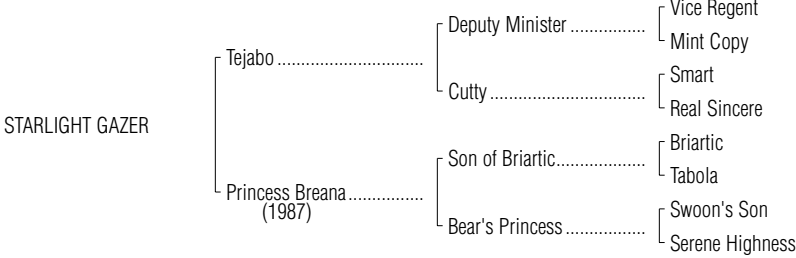 Vice Regent
Deputy Minister ................
Mint Copy
Tejabo ...............................
Smart
Cutty .................................
Real Sincere
STARLIGHT GAZER
Briartic
Son of Briartic...................
Tabola
Princess Breana................
(1987)
Swoon's Son
Bear's Princess .................
Serene Highness